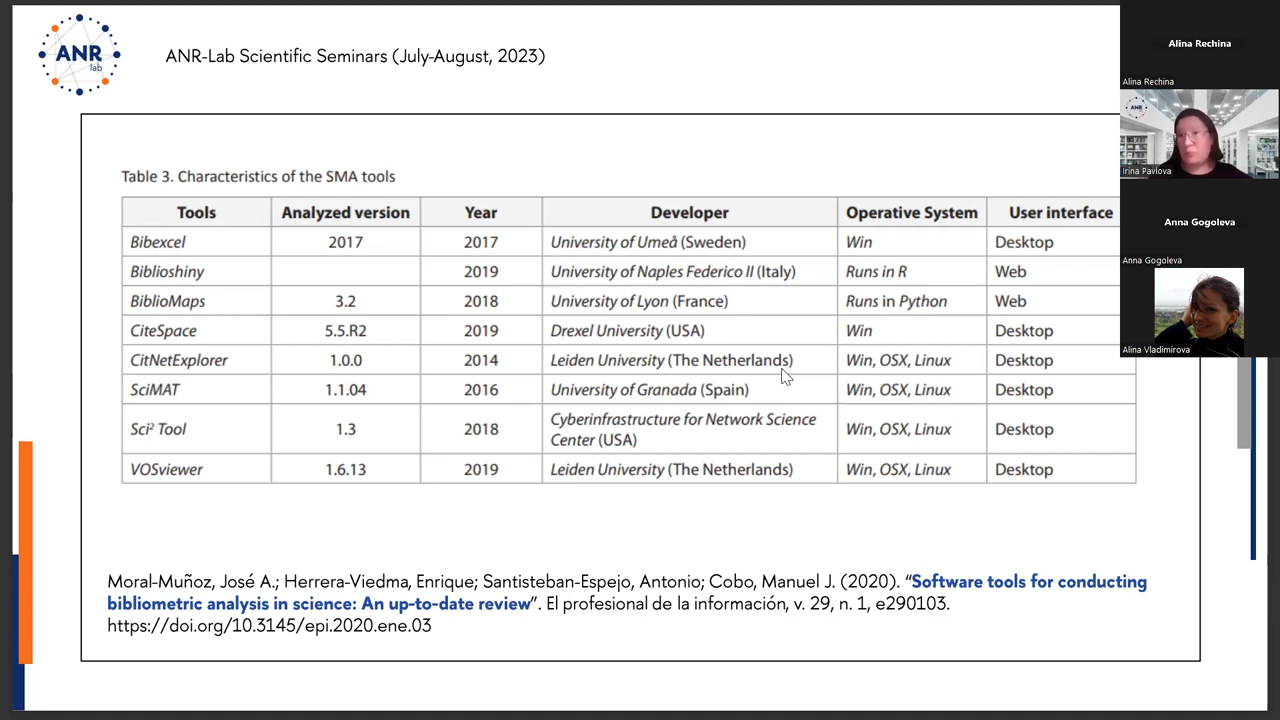 ANR
lab
ANR-Lab Scientific Seminars (July-August, 2023)
Table 3. Characteristics of the SMA tools
Tools Analyzed version Year Developer Operative System User interface
Bibexcel 2017 2017 University of Umeå (Sweden) Win Desktop
Biblioshiny 2019 University of Naples Federico II (Italy) Runs in R Web
BiblioMaps 3.2 2018 University of Lyon (France) Runs in Python Web
CiteSpace 5.5.R2 2019 Drexel University (USA) Win Desktop
CitNetExplorer 1.0.0 2014 Leiden University (The Netherlands) Win, OSX, Linux Desktop
SciMAT 1.1.04 2016 University of Granada (Spain) Win, OSX, Linux Desktop
Sci² Tool 1.3 2018 Cyberinfrastructure for Network Science Center (USA) Win, OSX, Linux Desktop
VOSviewer 1.6.13 2019 Leiden University (The Netherlands) Win, OSX, Linux Desktop
Moral-Muñoz, José A.; Herrera-Viedma, Enrique; Santisteban-Espejo, Antonio; Cobo, Manuel J. (2020). “Software tools for conducting
bibliometric analysis in science: An up-to-date review”. El profesional de la información, v. 29, n. 1, e290103.
https://doi.org/10.3145/epi.2020.ene.03
Alina Rechina
Alina Rechina
ANR
Irina Pavlova
Anna Gogoleva
Anna Gogoleva
Alina Vladimirova